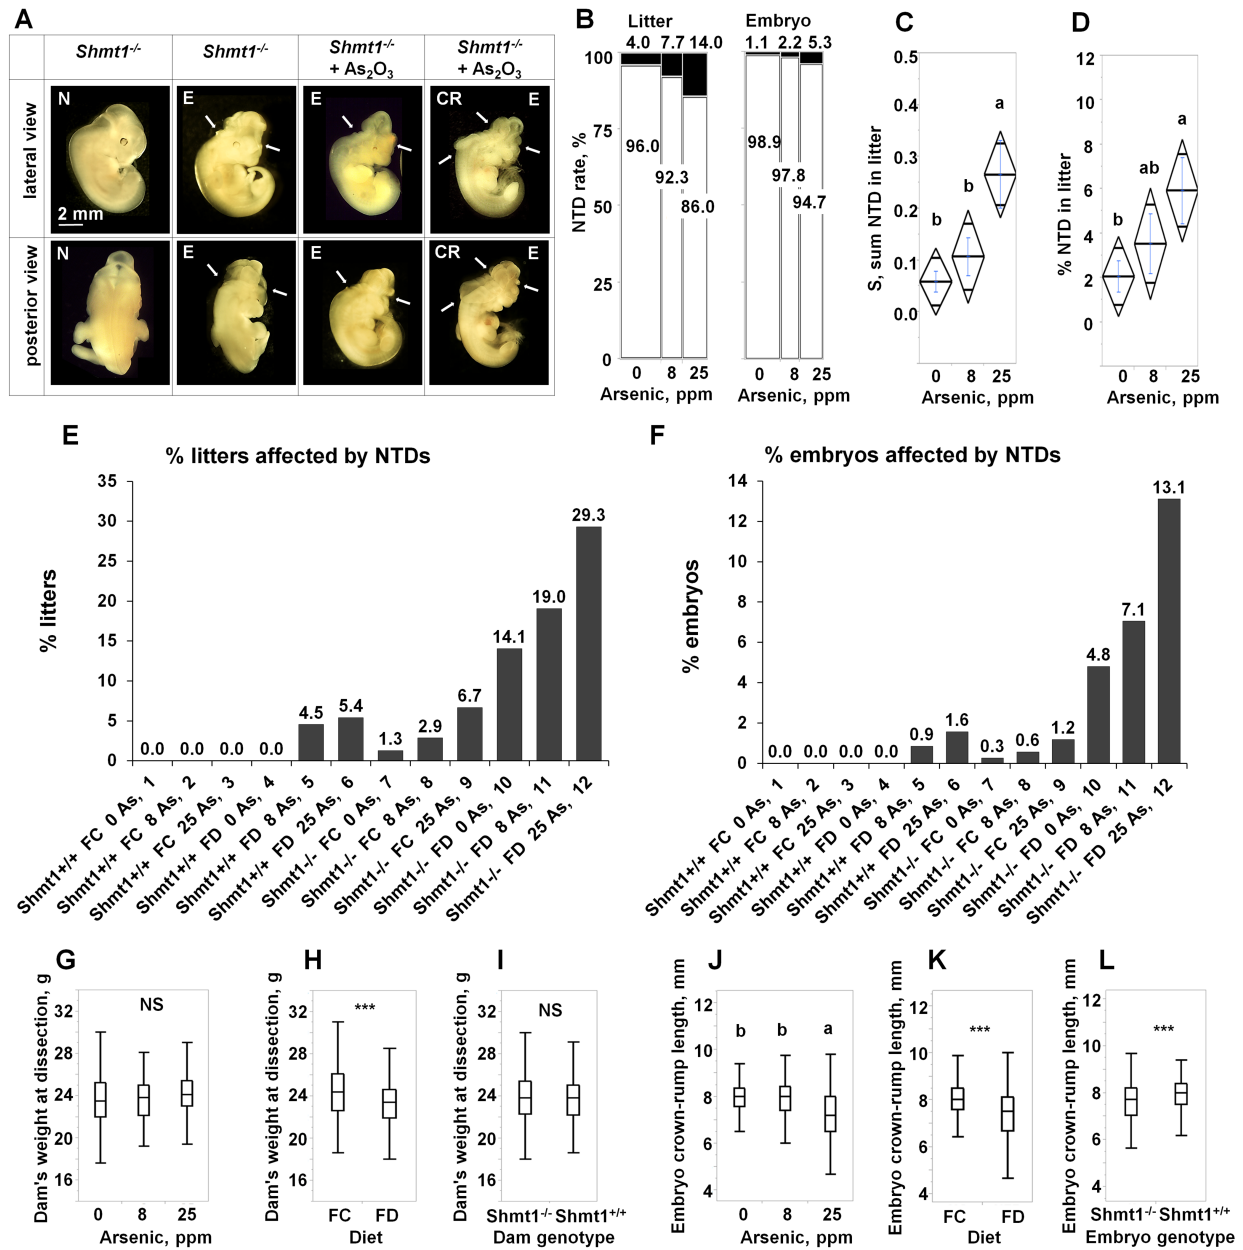 A
Shmt1-/-
Shmt1-/-
Shmt1-/-
+ As2O3
Shmt1-/-
+ As2O3
lateral view
N
2 mm
E
E
CR E
posterior view
N
E
E
CR E
B
Litter
4.0 7.7 14.0
Embryo
1.1 2.2 5.3
NTD rate, %
100
75
50
25
0
96.0
92.3
86.0
98.9
97.8
94.7
0 8 25
Arsenic, ppm
0 8 25
Arsenic, ppm
C
S, sum NTD in litter
0.5
0.4
0.3
0.2
0.1
0.0
b
b
a
0 8 25
Arsenic, ppm
D
% NTD in litter
12
10
8
6
4
2
0
b
ab
a
0 8 25
Arsenic, ppm
E
% litters affected by NTDs
% litters
35
30
25
20
15
10
5
0
0.0 0.0 0.0 0.0 4.5 5.4 1.3 2.9 6.7 14.1 19.0 29.3
Shmt1+/+ FC 0 As, 1
Shmt1+/+ FC 8 As, 2
Shmt1+/+ FC 25 As, 3
Shmt1+/+ FD 0 As, 4
Shmt1+/+ FD 8 As, 5
Shmt1+/+ FD 25 As, 6
Shmt1-/- FC 0 As, 7
Shmt1-/- FC 8 As, 8
Shmt1-/- FC 25 As, 9
Shmt1-/- FD 0 As, 10
Shmt1-/- FD 8 As, 11
Shmt1-/- FD 25 As, 12
F
% embryos affected by NTDs
% embryos
14
12
10
8
6
4
2
0
0.0 0.0 0.0 0.0 0.9 1.6 0.3 0.6 1.2 4.8 7.1 13.1
Shmt1+/+ FC 0 As, 1
Shmt1+/+ FC 8 As, 2
Shmt1+/+ FC 25 As, 3
Shmt1+/+ FD 0 As, 4
Shmt1+/+ FD 8 As, 5
Shmt1+/+ FD 25 As, 6
Shmt1-/- FC 0 As, 7
Shmt1-/- FC 8 As, 8
Shmt1-/- FC 25 As, 9
Shmt1-/- FD 0 As, 10
Shmt1-/- FD 8 As, 11
Shmt1-/- FD 25 As, 12
G
Dam's weight at dissection, g
32
28
24
20
16
NS
0 8 25
Arsenic, ppm
H
Dam's weight at dissection, g
32
28
24
20
16
***
FC FD
Diet
I
Dam's weight at dissection, g
32
28
24
20
16
NS
Shmt1-/- Shmt1+/+
Dam genotype
J
Embryo crown-rump length, mm
12
10
8
6
4
b b a
0 8 25
Arsenic, ppm
K
Embryo crown-rump length, mm
12
10
8
6
4
***
FC FD
Diet
L
Embryo crown-rump length, mm
12
10
8
6
4
***
Shmt1-/- Shmt1+/+
Embryo genotype